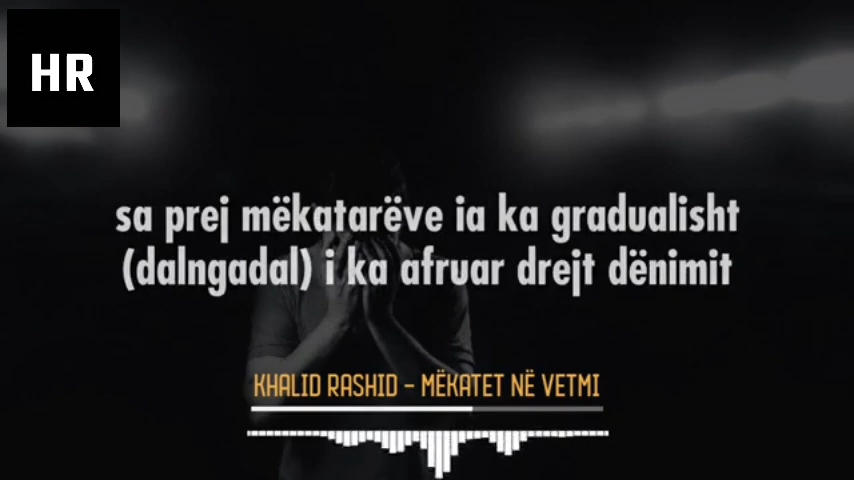 HR
sa prej mëkatarëve ia ka gradualisht
(dalngadal) i ka afruar drejt dënimit
KHALID RASHID - MËKATET NË VETMI